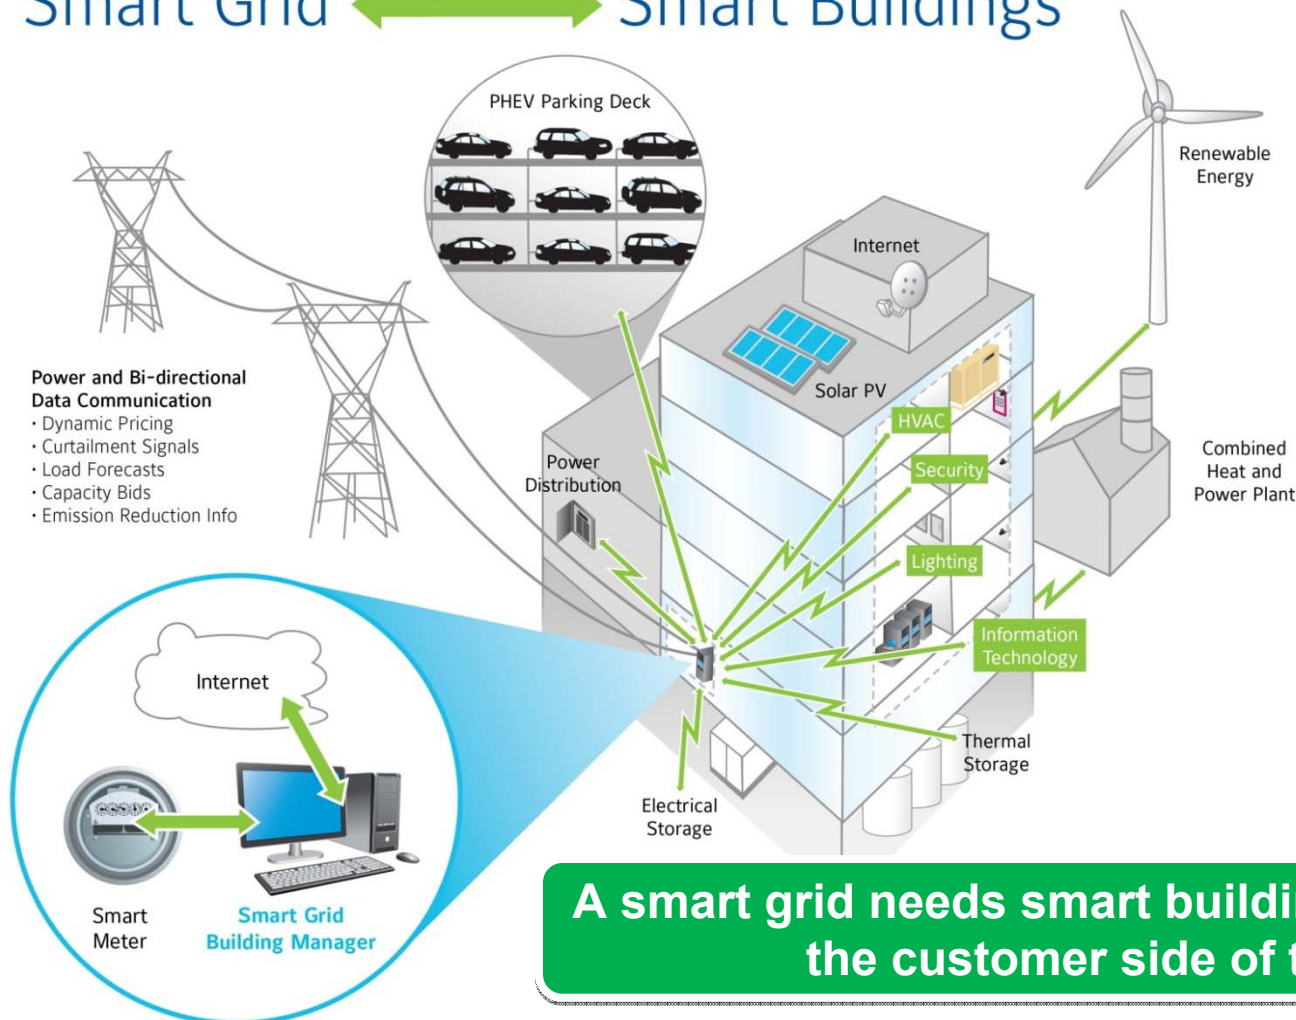 Smart Grid Smart Buildings
PHEV Parking Deck
Renewable
Energy
Internet
Solar PV
Power and Bi-directional
Data Communication
· Dynamic Pricing
· Curtailment Signals
· Load Forecasts
· Capacity Bids
· Emission Reduction Info
HVAC
Power
Distribution
Security
Combined
Heat and
Power Plant
Lighting
Information
Technology
Internet
Thermal
Storage
Electrical
Storage
Smart
Meter
Smart Grid
Building Manager
A smart grid needs smart buildin
the customer side of t